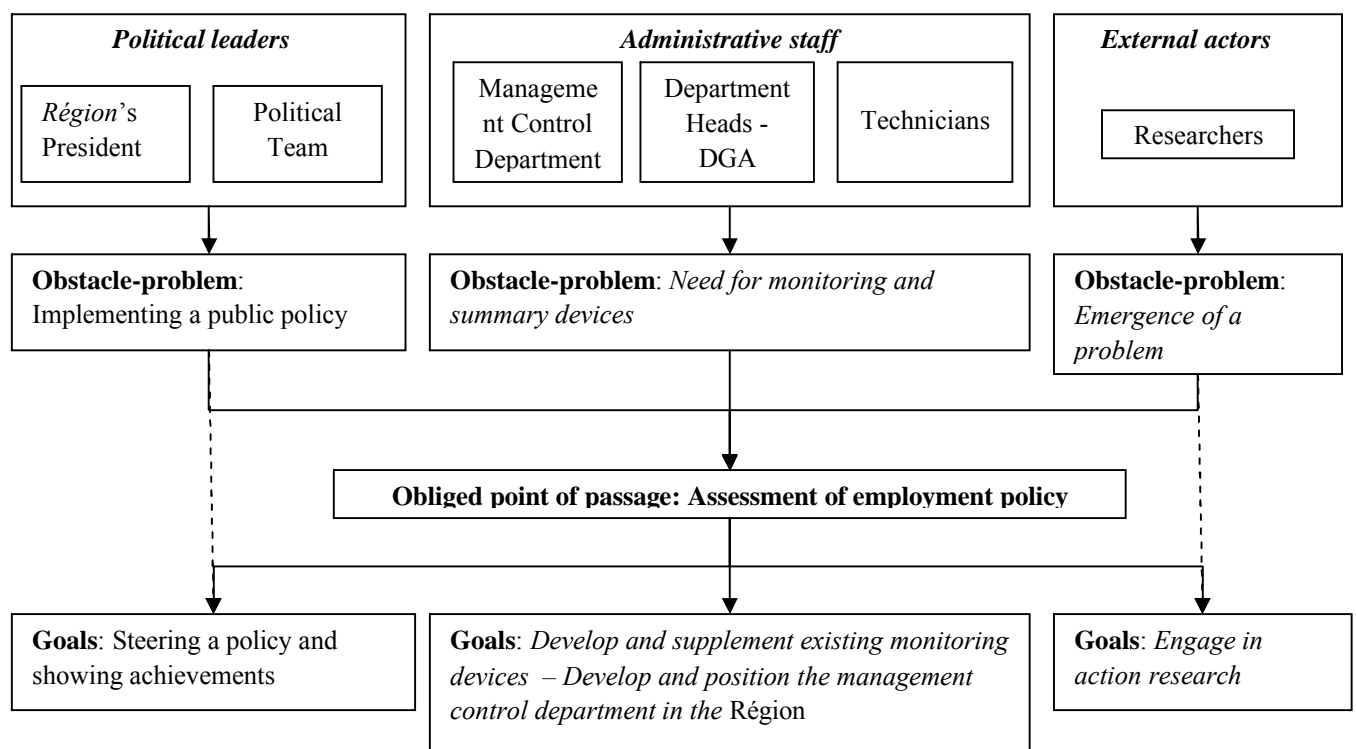 Political leaders
Région's
President
Political
Team
Administrative staff
Manageme
nt Control
Department
Department
Heads -
DGA
Technicians
External actors
Researchers
Obstacle-problem:
Implementing a public policy
Obstacle-problem: Need for monitoring and
summary devices
Obstacle-problem:
Emergence of a
problem
Obliged point of passage: Assessment of employment policy
Goals: Steering a policy and
showing achievements
Goals: Develop and supplement existing monitoring
devices – Develop and position the management
control department in the Région
Goals: Engage in
action research